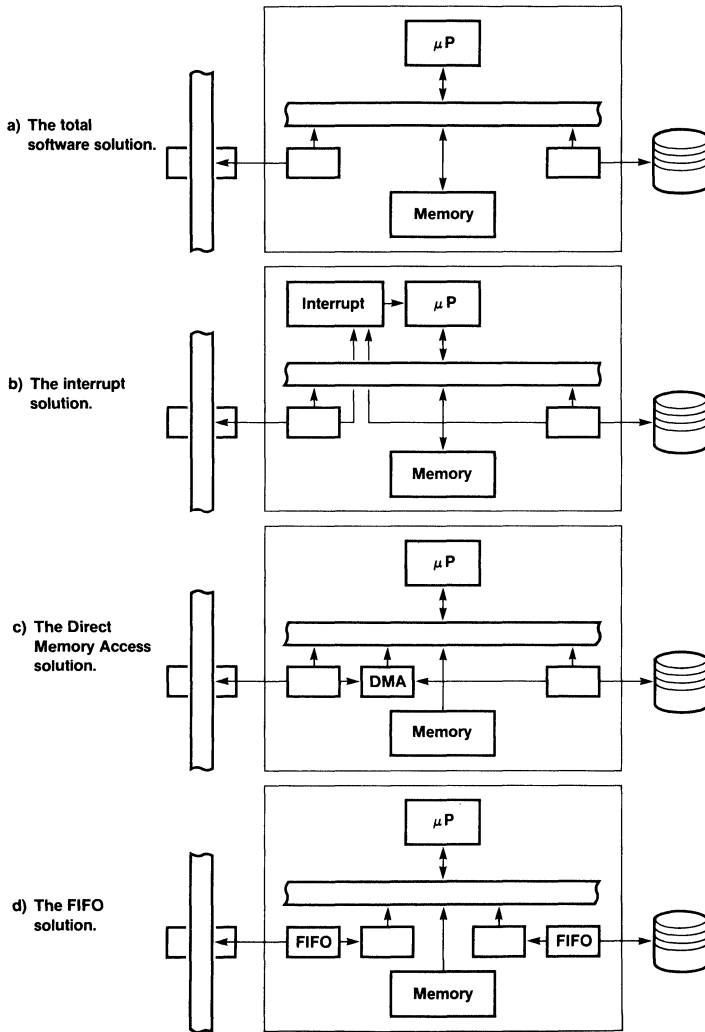 μP
a) The total
software solution.
Memory
Interrupt
μP
b) The interrupt
solution.
Memory
μP
c) The Direct
Memory Access
solution.
DMA
Memory
μP
d) The FIFO
solution.
FIFO
FIFO
Memory